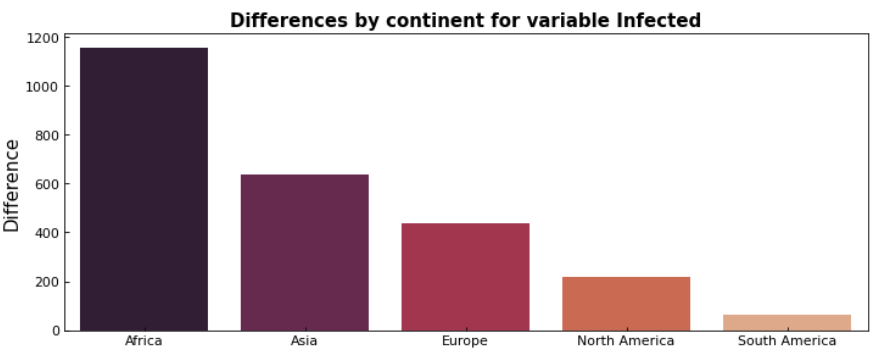 Differences by continent for variable Infected
1200
1000
800
600
400
200
0
Difference
Africa Asia Europe North America South America